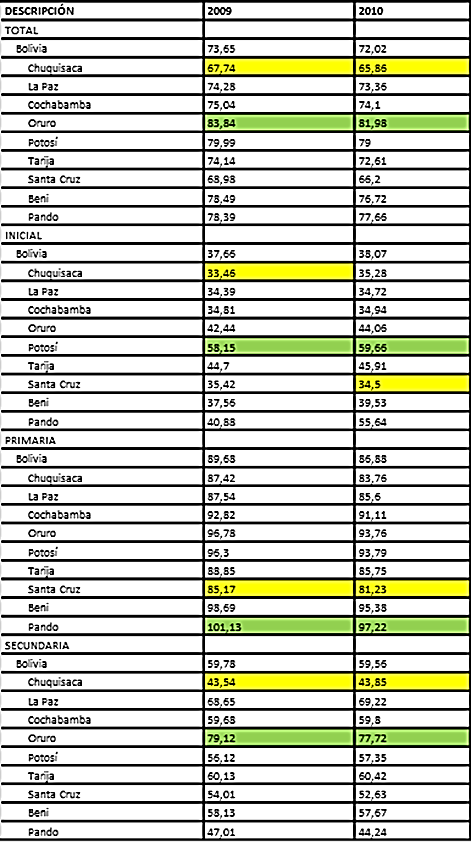 DESCRIPCIÓN 2009 2010
TOTAL
Bolivia 73,65 72,02
Chuquisaca 67,74 65,86
La Paz 74,28 73,36
Cochabamba 75,04 74,1
Oruro 83,84 81,98
Potosí 79,99 79
Tarija 74,14 72,61
Santa Cruz 68,98 66,2
Beni 78,49 76,72
Pando 78,39 77,66
INICIAL
Bolivia 37,66 38,07
Chuquisaca 33,46 35,28
La Paz 34,39 34,72
Cochabamba 34,81 34,94
Oruro 42,44 44,06
Potosí 58,15 59,66
Tarija 44,7 45,91
Santa Cruz 35,42 34,5
Beni 37,56 39,53
Pando 40,88 55,64
PRIMARIA
Bolivia 89,68 86,88
Chuquisaca 87,42 83,76
La Paz 87,54 85,6
Cochabamba 92,82 91,11
Oruro 96,78 93,76
Potosí 96,3 93,79
Tarija 88,85 85,75
Santa Cruz 85,17 81,23
Beni 98,69 95,38
Pando 101,13 97,22
SECUNDARIA
Bolivia 59,78 59,56
Chuquisaca 43,54 43,85
La Paz 68,65 69,22
Cochabamba 59,68 59,8
Oruro 79,12 77,72
Potosí 56,12 57,35
Tarija 60,13 60,42
Santa Cruz 54,01 52,63
Beni 58,13 57,67
Pando 47,01 44,24